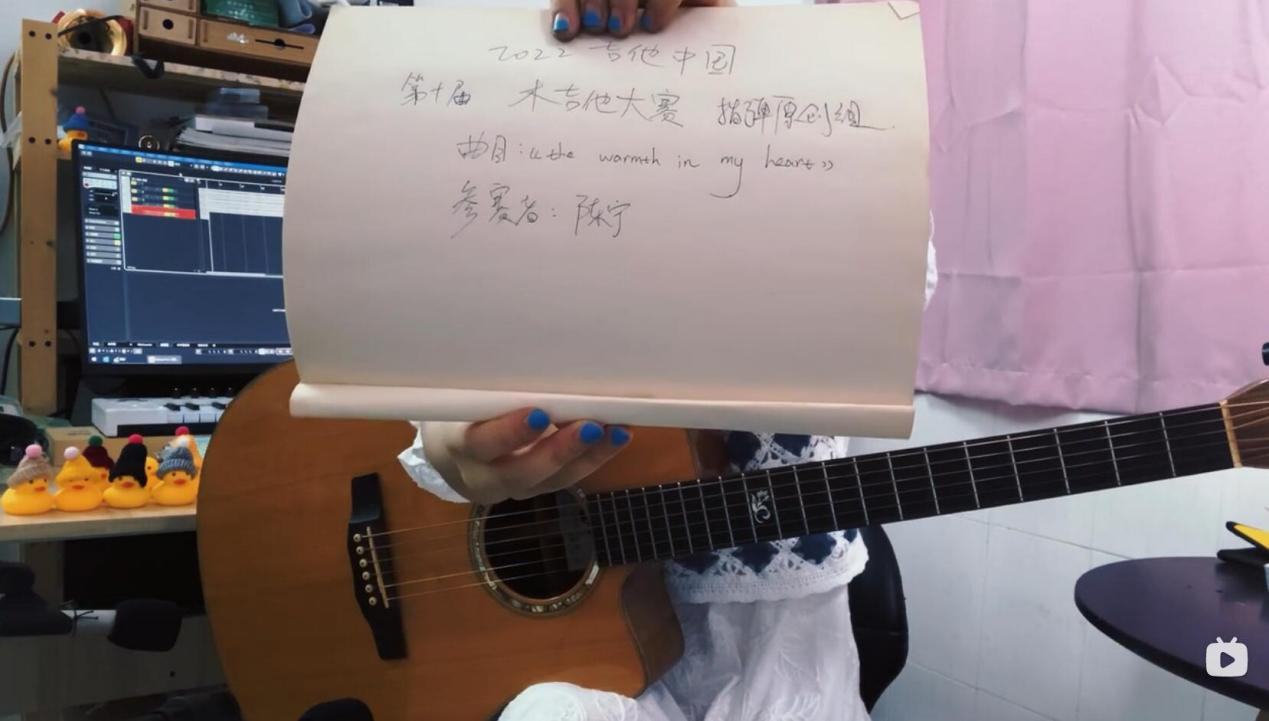 2022 吉他中国
第十届 木吉他大赛 指弹原创组
曲目:《the warmth in my heart》
参赛者: 陈宁